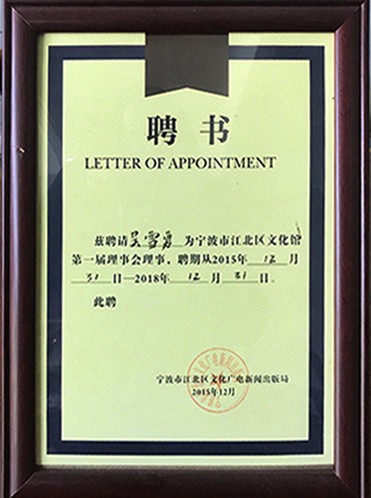 聘书
LETTER OF APPOINTMENT
兹聘请吴雪勇为宁波市江北区文化馆
第一届理事会理事，聘期从2015年12月
31日—2018年12月31日。
此聘
宁波市江北区文化广电新闻出版局
2015年12月